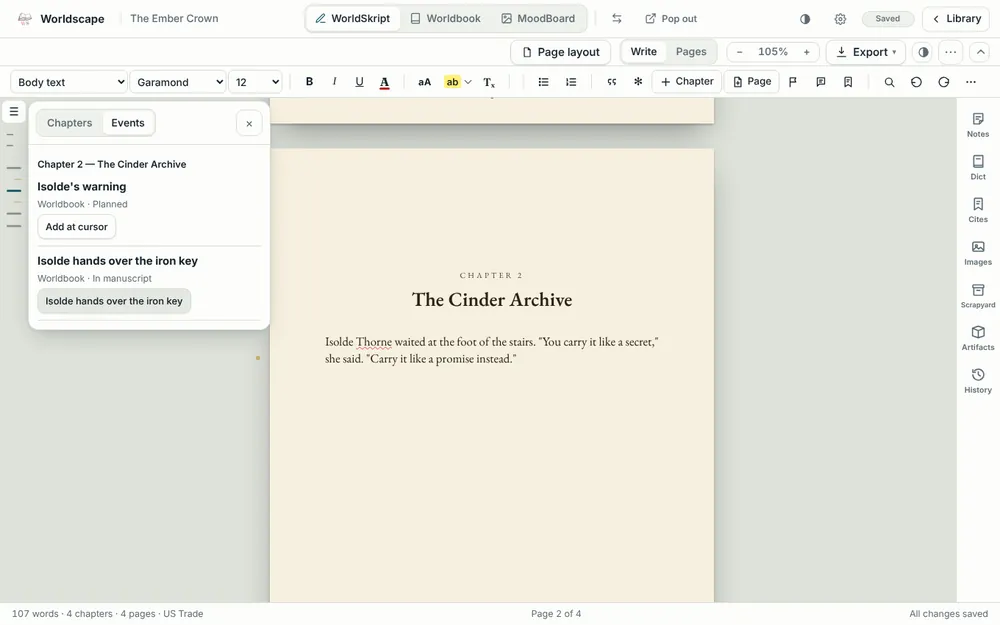 Worldscape
The Ember Crown
WorldSkript
Worldbook
MoodBoard
Pop out
Saved
Library
Page layout
Write
Pages
− 105% +
Export
Body text
Garamond
12
B I U A
aA
ab
Tx
+ Chapter
Page
Chapters
Events
×
Chapter 2 — The Cinder Archive
Isolde's warning
Worldbook · Planned
Add at cursor
Isolde hands over the iron key
Worldbook · In manuscript
Isolde hands over the iron key
CHAPTER 2
The Cinder Archive
Isolde Thorne waited at the foot of the stairs. "You carry it like a secret,"
she said. "Carry it like a promise instead."
Notes
Dict
Cites
Images
Scrapyard
Artifacts
History
107 words · 4 chapters · 4 pages · US Trade
Page 2 of 4
All changes saved